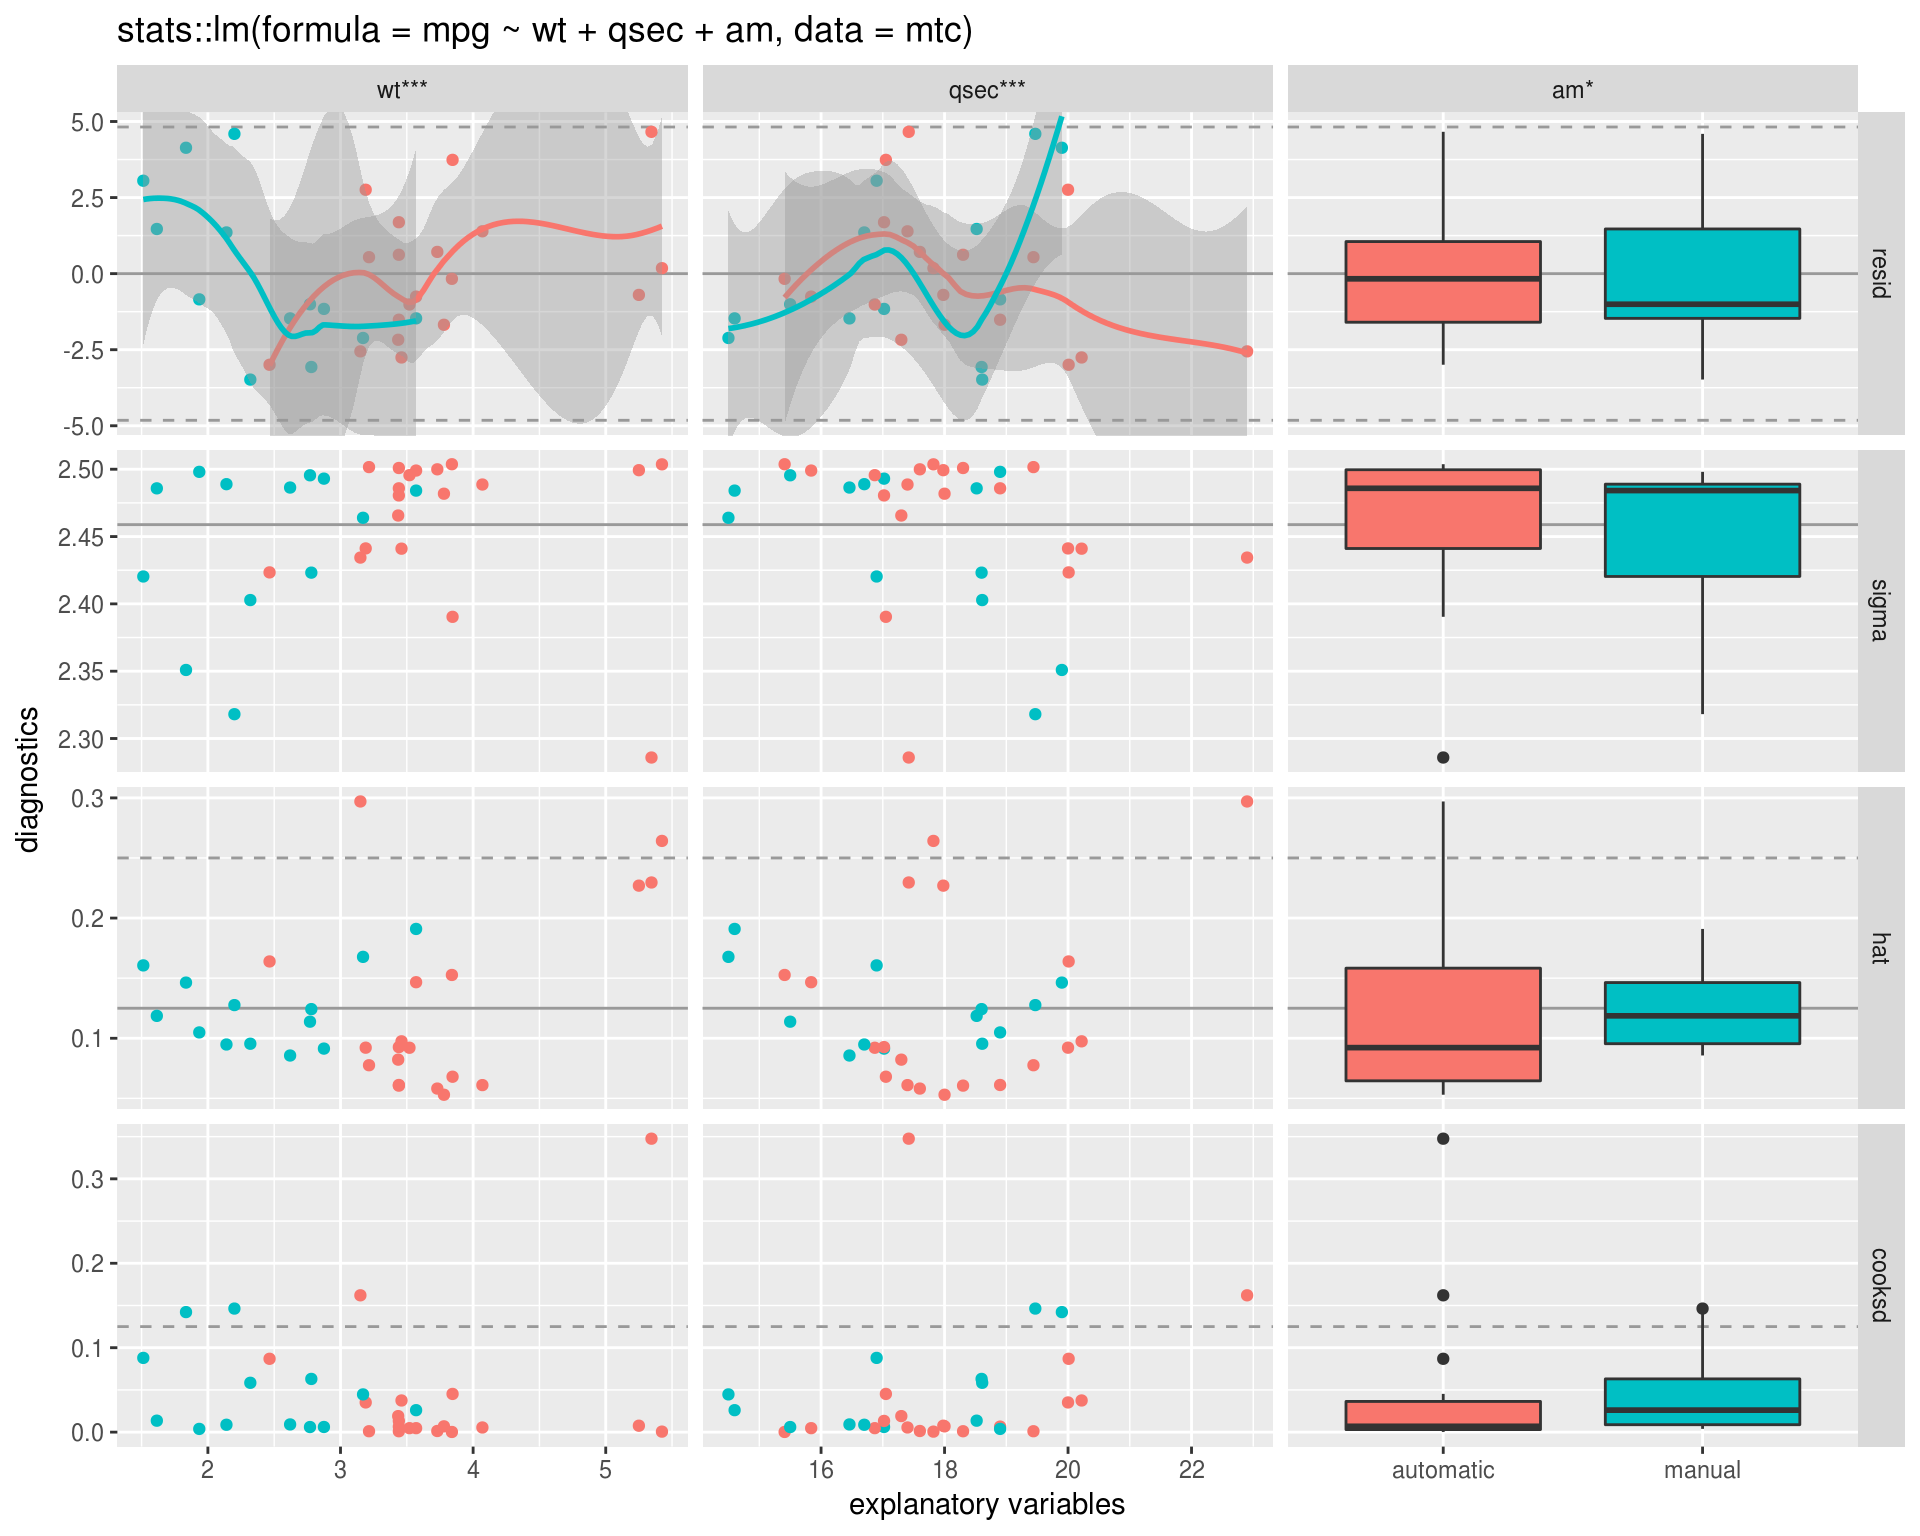 stats::lm(formula = mpg ~ wt + qsec + am, data = mtc)
wt***
qsec***
am*
5.0
2.5
0.0
-2.5
-5.0
resid
2.50
2.45
2.40
2.35
2.30
sigma
diagnostics
0.3
0.2
0.1
hat
0.3
0.2
0.1
0.0
cooksd
2
3
4
5
16
18
20
22
automatic
manual
explanatory variables